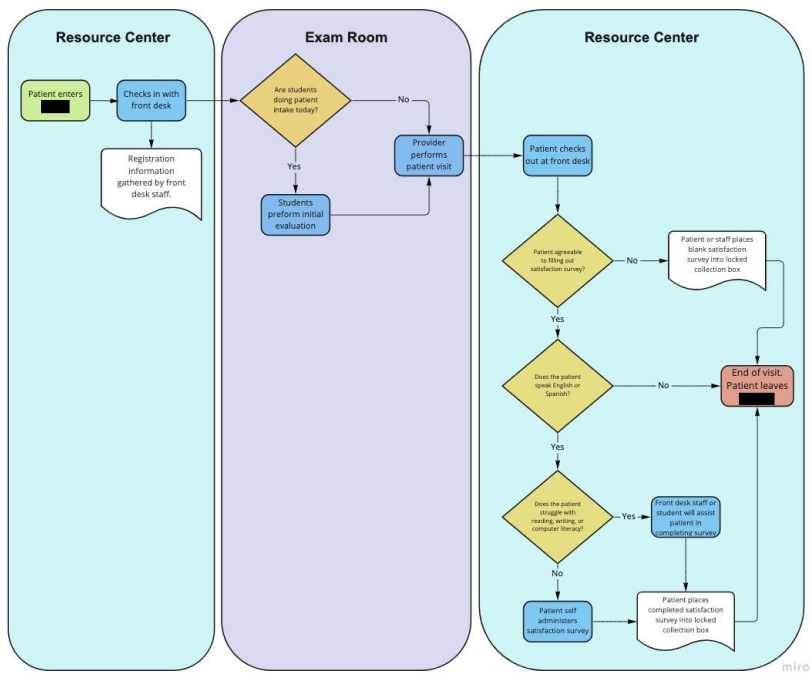 Resource Center
Exam Room
Resource Center
Patient enters
Checks in with
front desk
Registration
information
gathered by front
desk staff.
Are students
doing patient
intake today?
No
Yes
Students
preform initial
evaluation
Provider
performs
patient visit
Patient checks
out at front desk
Patient agreeable
to filling out
satisfaction survey?
No
Patient or staff places
blank satisfaction
survey into locked
collection box
Yes
Does the patient
speak English or
Spanish?
No
End of visit.
Patient leaves
Yes
Does the patient
struggle with
reading, writing, or
computer literacy?
Yes
Front desk staff or
student will assist
patient in
completing survey
No
Patient self
administers
satisfaction survey
Patient places
completed satisfaction
survey into locked
collection box
miro